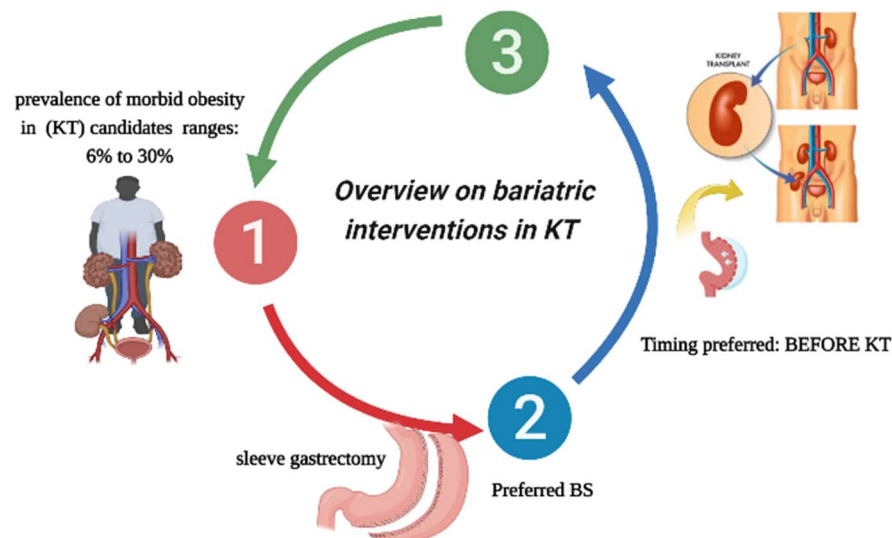 3
KIDNEY
TRANSPLANT
prevalence of morbid obesity
in (KT) candidates ranges:
6% to 30%
1
Overview on bariatric
interventions in KT
Timing preferred: BEFORE KT
2
sleeve gastrectomy
Preferred BS